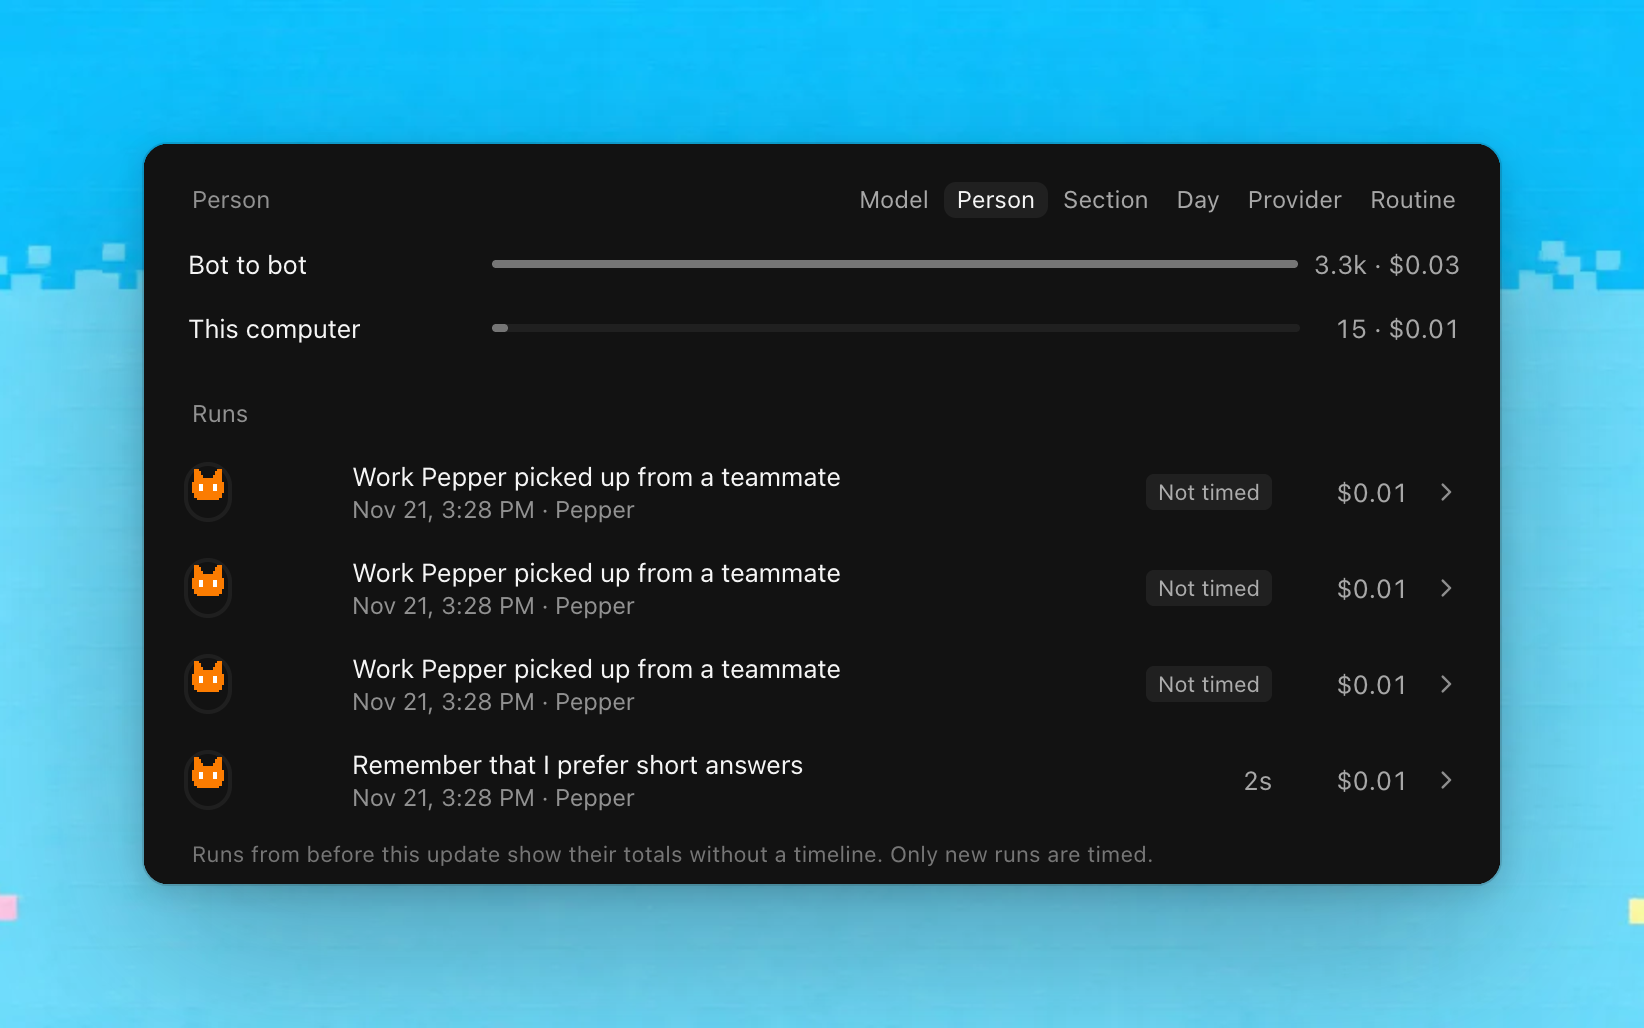 Person
Model Person Section Day Provider Routine
Bot to bot
3.3k · $0.03
This computer
15 · $0.01
Runs
Work Pepper picked up from a teammate
Nov 21, 3:28 PM · Pepper
Not timed
$0.01
Work Pepper picked up from a teammate
Nov 21, 3:28 PM · Pepper
Not timed
$0.01
Work Pepper picked up from a teammate
Nov 21, 3:28 PM · Pepper
Not timed
$0.01
Remember that I prefer short answers
Nov 21, 3:28 PM · Pepper
2s
$0.01
Runs from before this update show their totals without a timeline. Only new runs are timed.